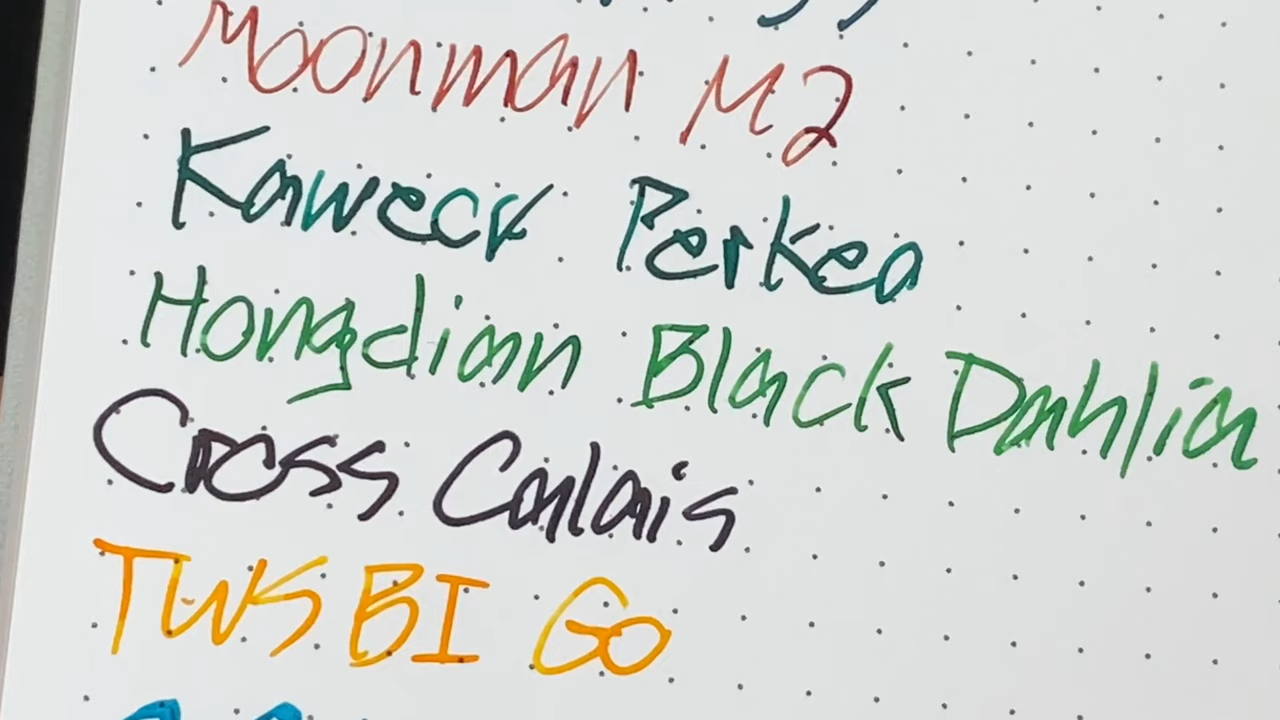 Moonman M2
Kaweco Perkeo
Hongdian Black Dahlia
Cross Calais
TWSBI Go